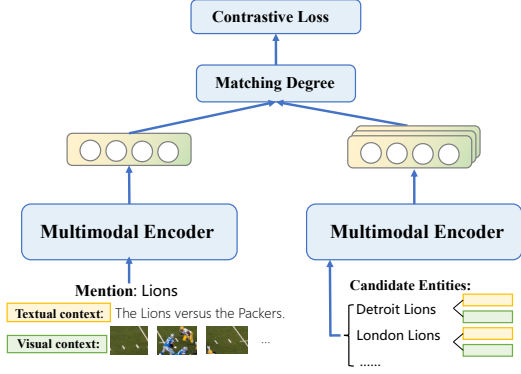 Contrastive Loss
Matching Degree
Multimodal Encoder
Multimodal Encoder
Mention: Lions
Textual context: The Lions versus the Packers.
Visual context:
...
Candidate Entities:
Detroit Lions
London Lions
......